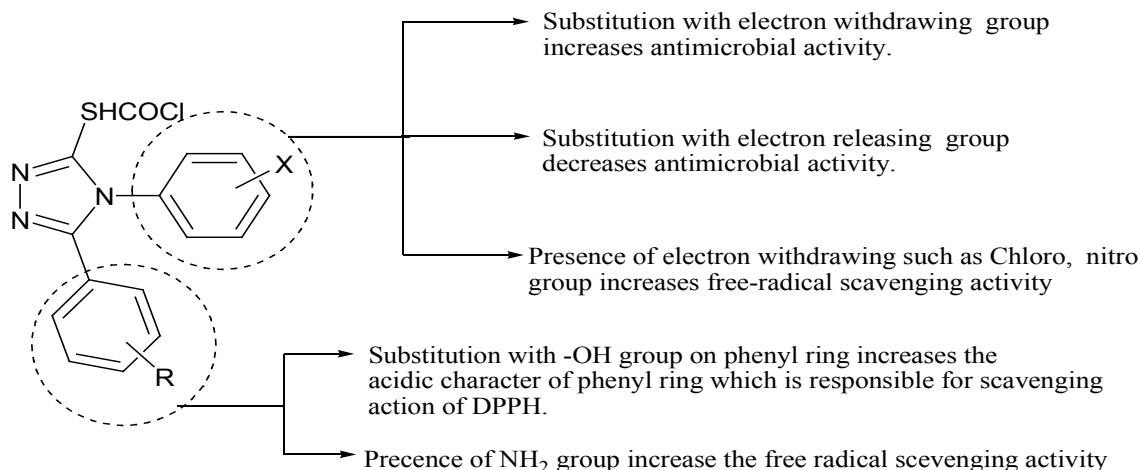 Substitution with electron withdrawing group
increases antimicrobial activity.
SHCOCl
Substitution with electron releasing group
decreases antimicrobial activity.
N
X
N
N
Presence of electron withdrawing such as Chloro, nitro
group increases free-radical scavenging activity
Substitution with -OH group on phenyl ring increases the
acidic character of phenyl ring which is responsible for scavenging
action of DPPH.
R
Precence of NH2 group increase the free radical scevenging activity